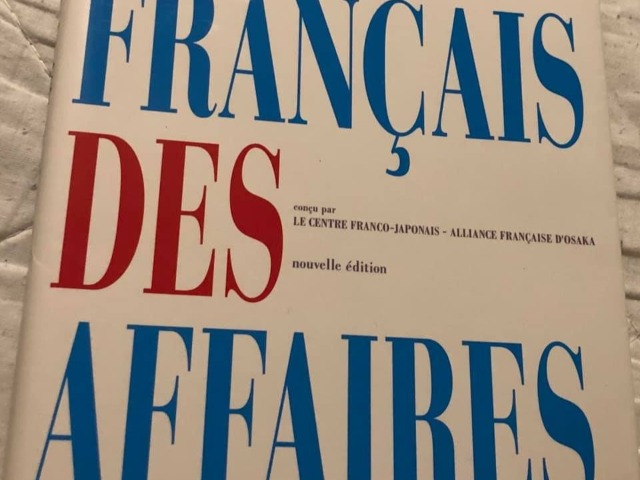 FRANÇAIS
DES
conçu par
LE CENTRE FRANCO-JAPONAIS - ALLIANCE FRANÇAISE D'OSAKA
nouvelle édition
AFFAIRES